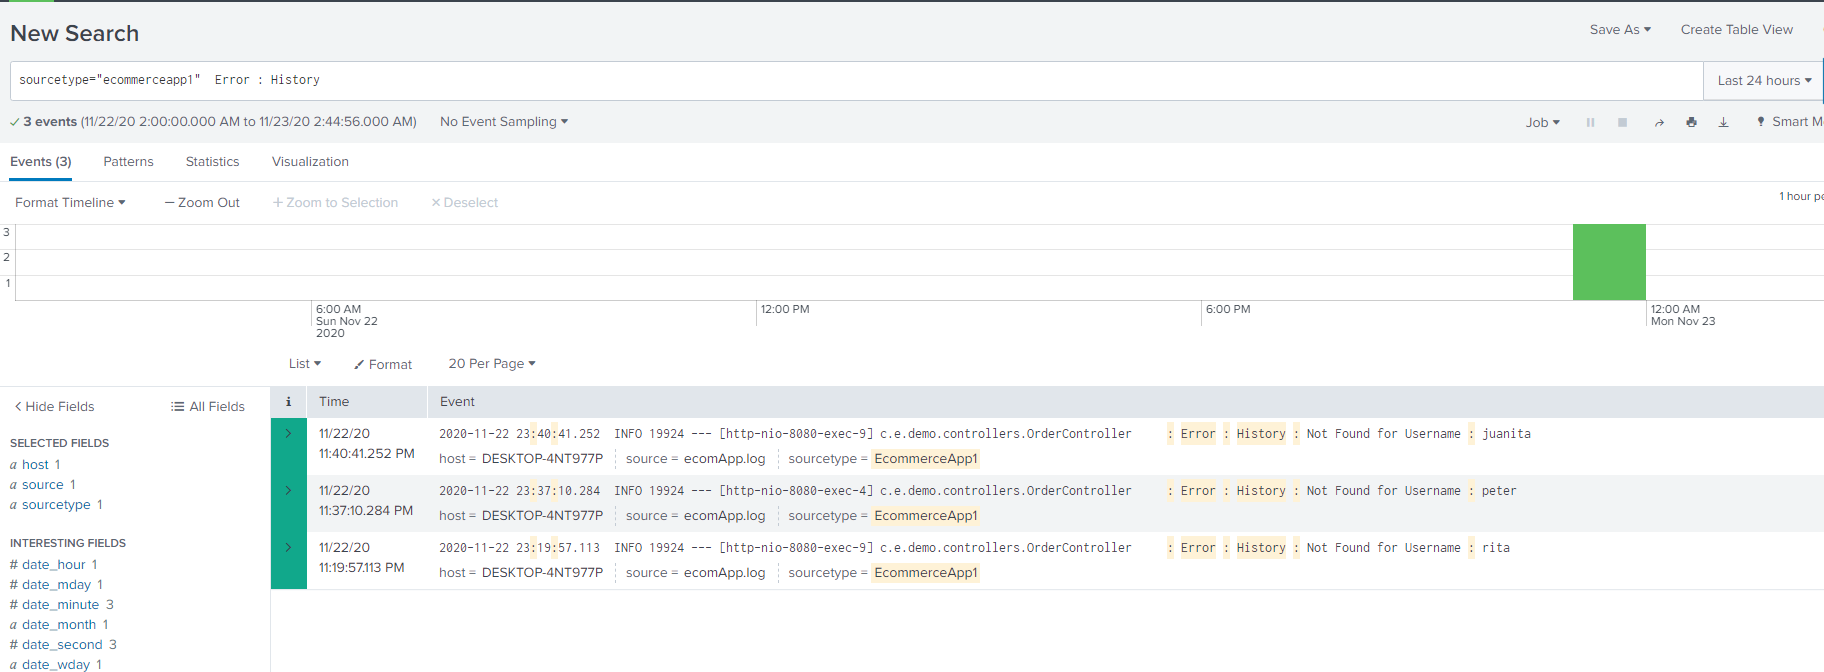 New Search
Save As
Create Table View
sourcetype="ecommerceapp1"  Error : History
Last 24 hours
3 events (11/22/20 2:00:00.000 AM to 11/23/20 2:44:56.000 AM)
No Event Sampling
Job
Smart M
Events (3)
Patterns
Statistics
Visualization
Format Timeline
— Zoom Out
+ Zoom to Selection
× Deselect
1 hour pe
3
2
1
6:00 AM
Sun Nov 22
2020
12:00 PM
6:00 PM
12:00 AM
Mon Nov 23
List
Format
20 Per Page
< Hide Fields
All Fields
i
Time
Event
SELECTED FIELDS
a host 1
a source 1
a sourcetype 1
INTERESTING FIELDS
# date_hour 1
# date_mday 1
# date_minute 3
a date_month 1
# date_second 3
a date_wday 1
> 11/22/20
11:40:41.252 PM
2020-11-22 23:40:41.252  INFO 19924 --- [http-nio-8080-exec-9] c.e.demo.controllers.OrderController     : Error : History : Not Found for Username : juanita
host = DESKTOP-4NT977P source = ecomApp.log sourcetype = EcommerceApp1
> 11/22/20
11:37:10.284 PM
2020-11-22 23:37:10.284  INFO 19924 --- [http-nio-8080-exec-4] c.e.demo.controllers.OrderController     : Error : History : Not Found for Username : peter
host = DESKTOP-4NT977P source = ecomApp.log sourcetype = EcommerceApp1
> 11/22/20
11:19:57.113 PM
2020-11-22 23:19:57.113  INFO 19924 --- [http-nio-8080-exec-9] c.e.demo.controllers.OrderController     : Error : History : Not Found for Username : rita
host = DESKTOP-4NT977P source = ecomApp.log sourcetype = EcommerceApp1